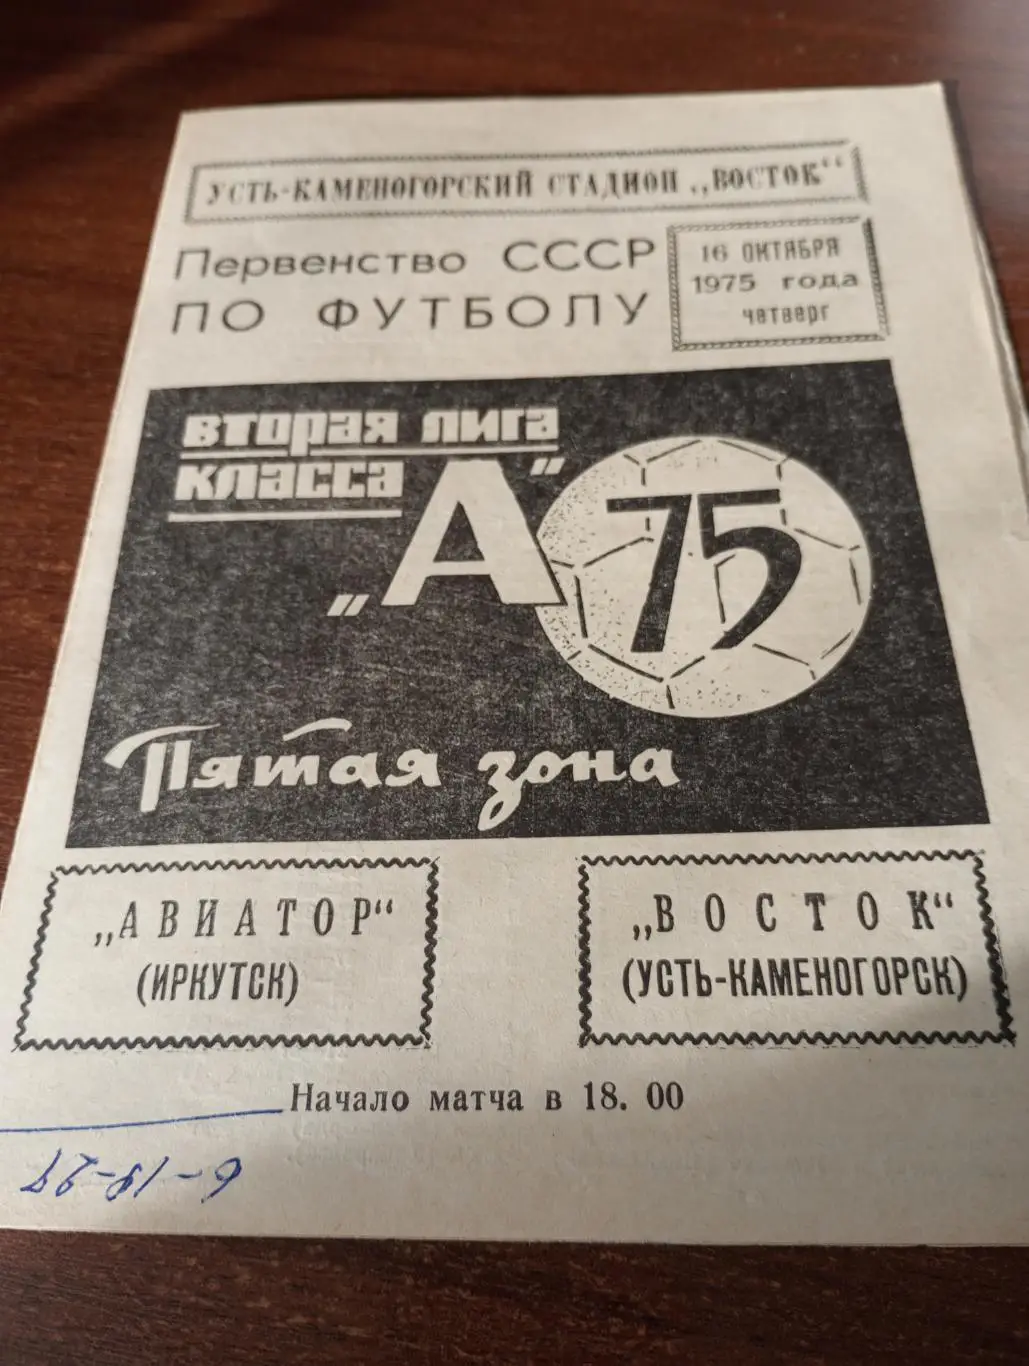 УСТЬ-КАМЕНОГОРСКИЙ СТАДИОН „ВОСТОК“
Первенство СССР
ПО ФУТБОЛУ
16 ОКТЯБРЯ
1975 года
четверг
вторая лига
класса
„А“
75
Пятая зона
„АВИАТОР“
(ИРКУТСК)
„ВОСТОК“
(УСТЬ-КАМЕНОГОРСК)
Начало матча в 18. 00